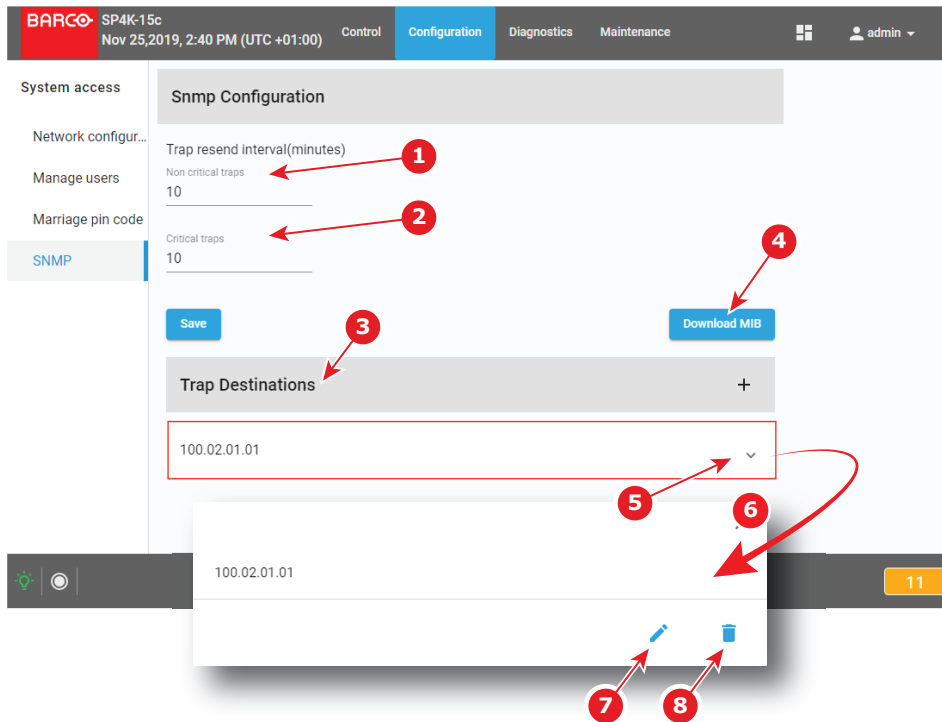 BARCO
SP4K-15c
Nov 25,2019, 2:40 PM (UTC +01:00)
Control
Configuration
Diagnostics
Maintenance
admin
System access
Network configur...
Manage users
Marriage pin code
SNMP
Snmp Configuration
Trap resend interval(minutes)
Non critical traps
10
1
Critical traps
10
2
Save
Download MIB
3
4
Trap Destinations
+
100.02.01.01
5
6
100.02.01.01
11
7
8